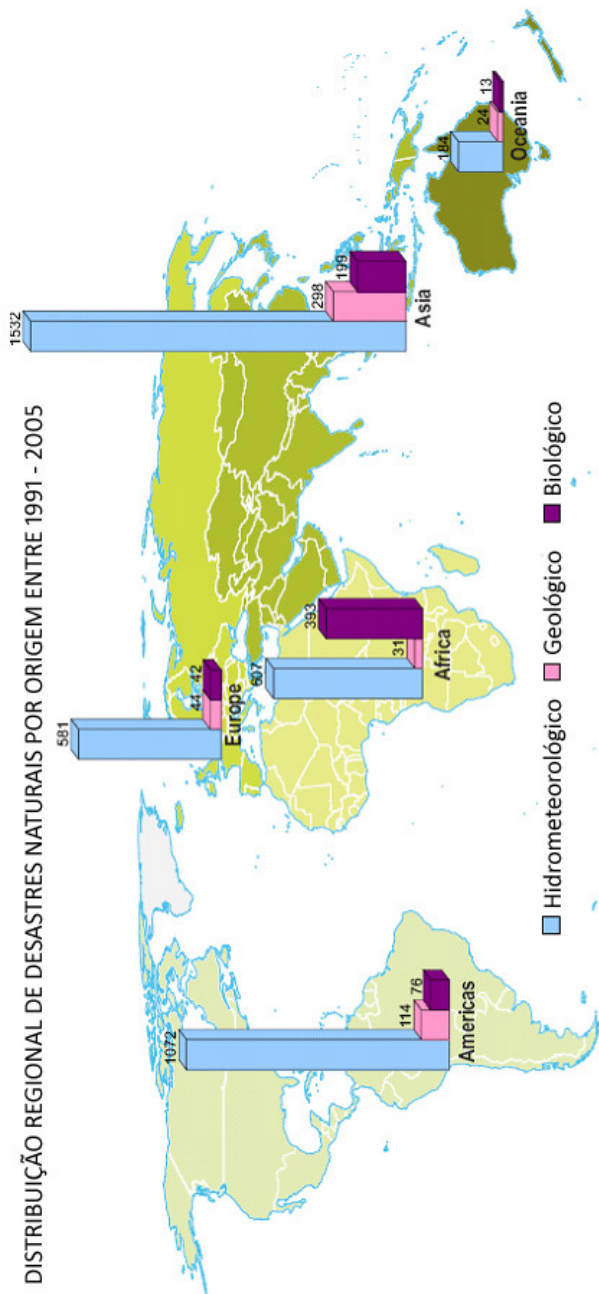 DISTRIBUIÇÃO REGIONAL DE DESASTRES NATURAIS POR ORIGEM ENTRE 1991 - 2005
1072
114
76
Americas
581
44
42
Europe
607
31
393
Africa
1532
298
199
Asia
184
24
13
Oceania
Hidrometeorológico
Geológico
Biológico